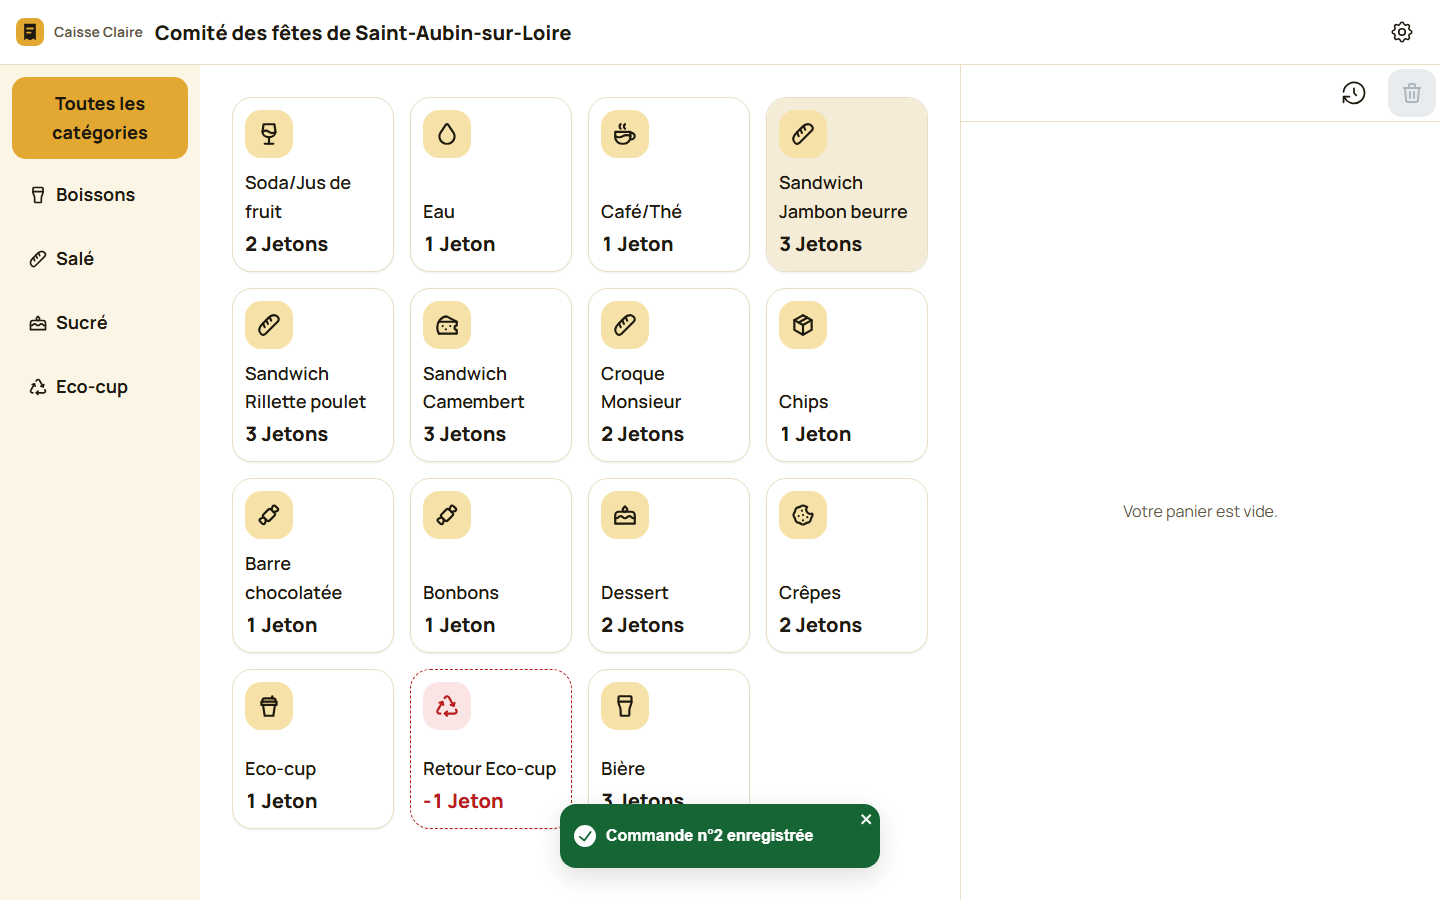 Caisse Claire
Comité des fêtes de Saint-Aubin-sur-Loire
Toutes les
catégories
Boissons
Salé
Sucré
Eco-cup
Soda/Jus de
fruit
2 Jetons
Eau
1 Jeton
Café/Thé
1 Jeton
Sandwich
Jambon beurre
3 Jetons
Sandwich
Rillette poulet
3 Jetons
Sandwich
Camembert
3 Jetons
Croque
Monsieur
2 Jetons
Chips
1 Jeton
Barre
chocolatée
1 Jeton
Bonbons
1 Jeton
Dessert
2 Jetons
Crêpes
2 Jetons
Eco-cup
1 Jeton
Retour Eco-cup
-1 Jeton
Bière
3 Jetons
Votre panier est vide.
Commande n°2 enregistrée